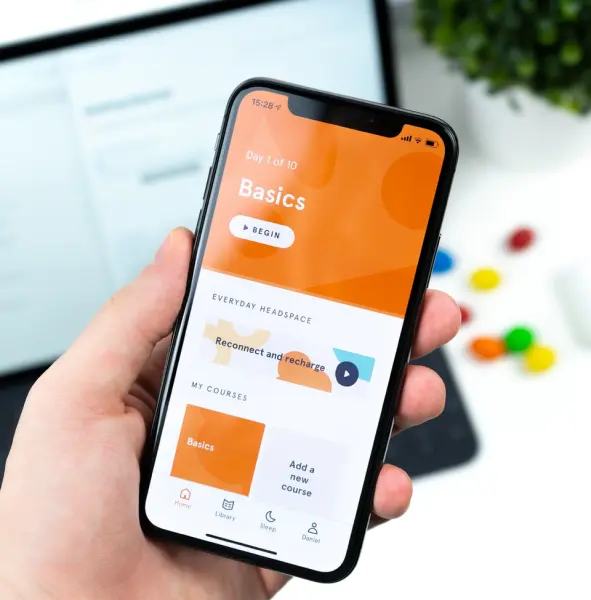 15:28
Day 1 of 10
Basics
BEGIN
EVERYDAY HEADSPACE
Reconnect and recharge
MY COURSES
Basics
Add a
new
course
Home
Library
Sleep
Daniel